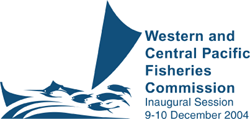 Western and
Central Pacific
Fisheries
Commission
Inaugural Session
9-10 December 2004